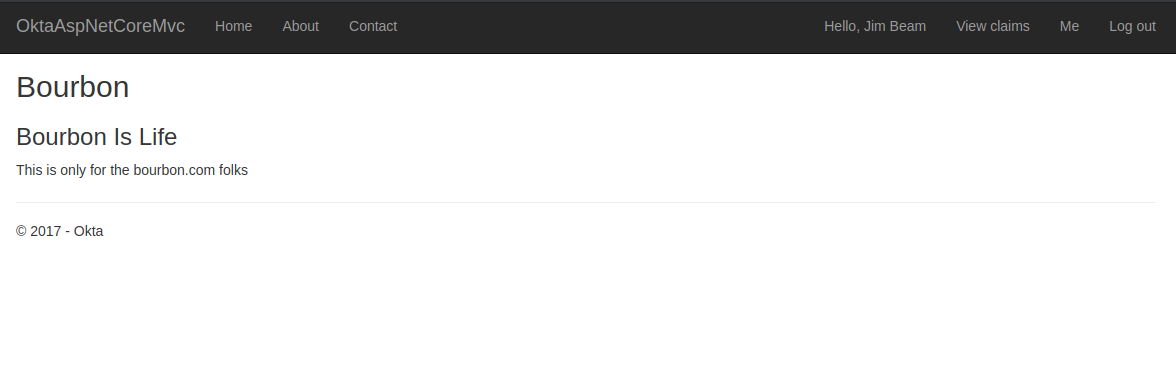 OktaAspNetCoreMvc Home About Contact Hello, Jim Beam View claims Me Log out
Bourbon
Bourbon Is Life
This is only for the bourbon.com folks
© 2017 - Okta